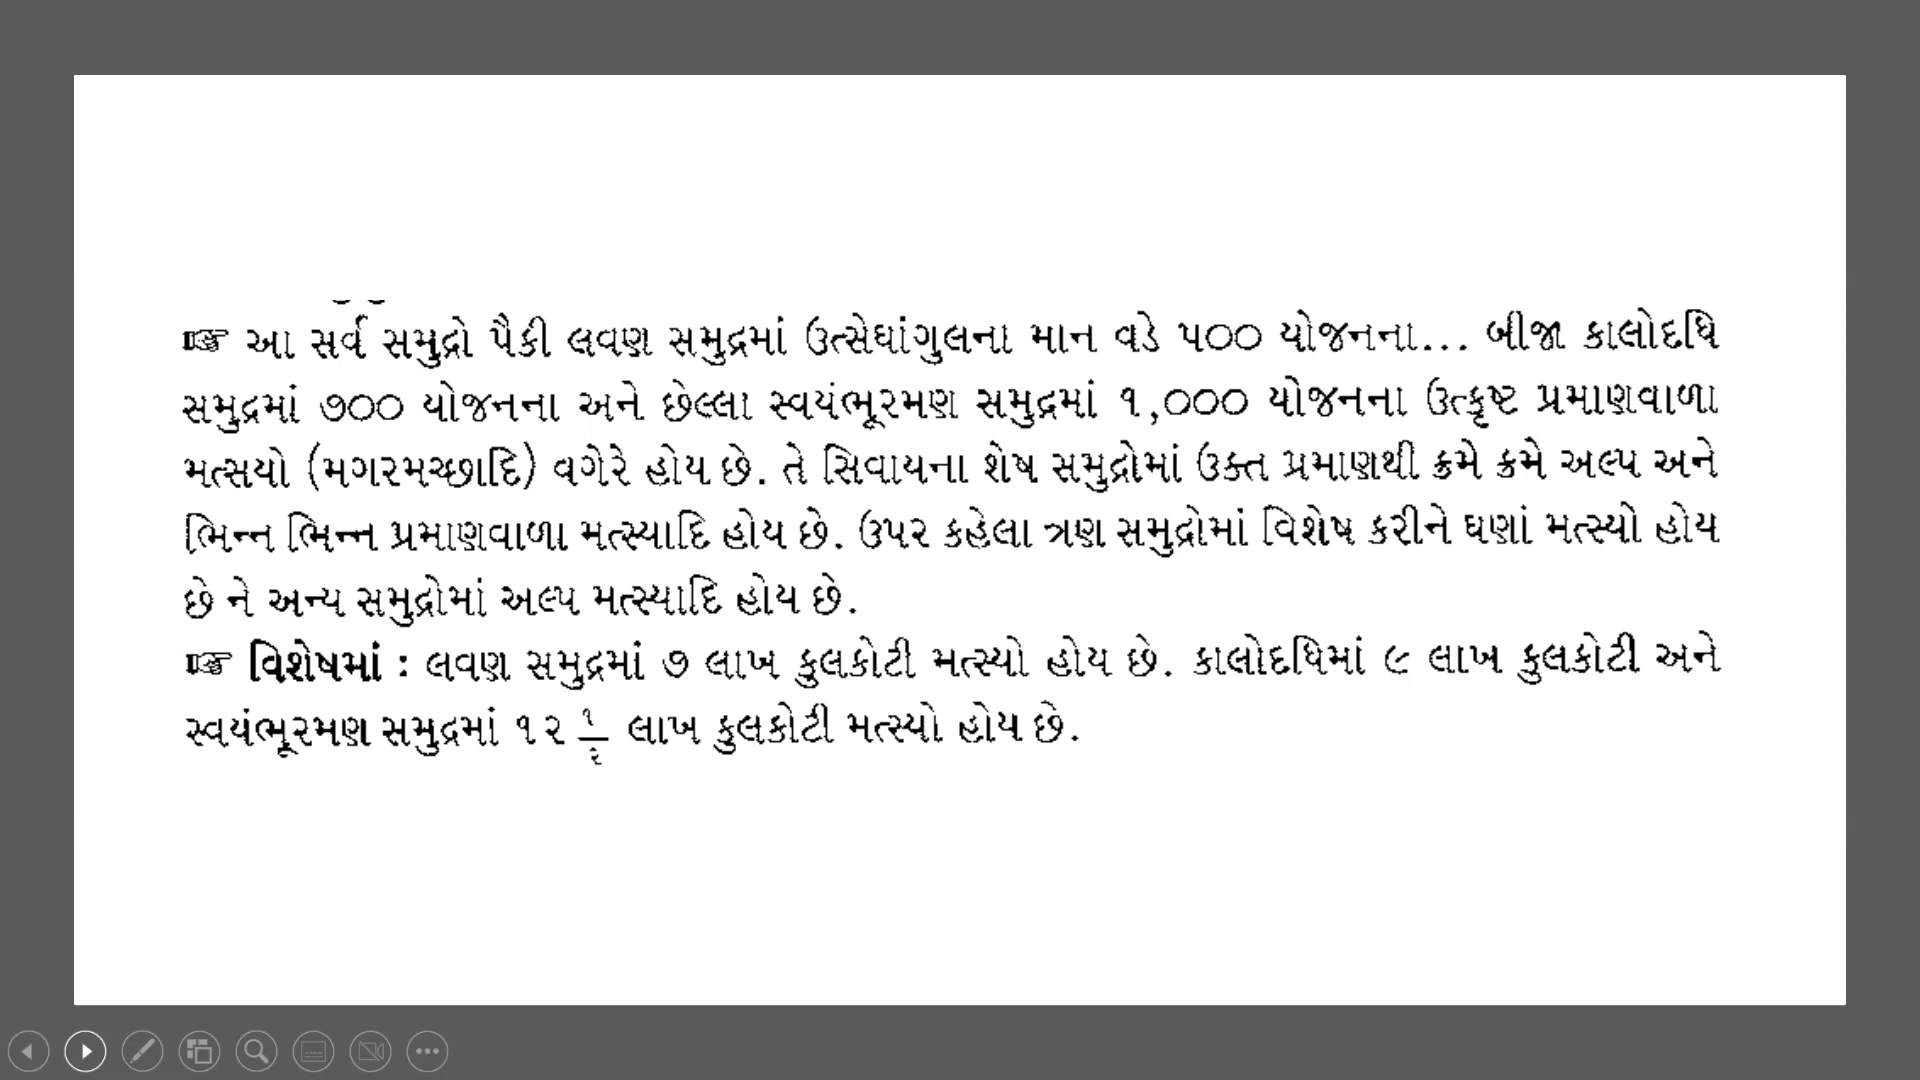 ☞ આ સર્વ સમુદ્રો પૈકી લવણ સમુદ્રમાં ઉત્સેધાંગુલના માન વડે ૫૦૦ યોજનના... બીજા કાલોદધિ
સમુદ્રમાં ૭૦૦ યોજનના અને છેલ્લા સ્વયંભૂરમણ સમુદ્રમાં ૧,૦૦૦ યોજનના ઉત્કૃષ્ટ પ્રમાણવાળા
મત્સયો (મગરમચ્છાદિ) વગેરે હોય છે. તે સિવાયના શેષ સમુદ્રોમાં ઉક્ત પ્રમાણથી ક્રમે ક્રમે અલ્પ અને
ભિન્ન ભિન્ન પ્રમાણવાળા મત્સ્યાદિ હોય છે. ઉપર કહેલા ત્રણ સમુદ્રોમાં વિશેષ કરીને ઘણાં મત્સ્યો હોય
છે ને અન્ય સમુદ્રોમાં અલ્પ મત્સ્યાદિ હોય છે.
☞ વિશેષમાં : લવણ સમુદ્રમાં ૭ લાખ કુલકોટી મત્સ્યો હોય છે. કાલોદધિમાં ૯ લાખ કુલકોટી અને
સ્વયંભૂરમણ સમુદ્રમાં ૧૨ ૧/૨ લાખ કુલકોટી મત્સ્યો હોય છે.